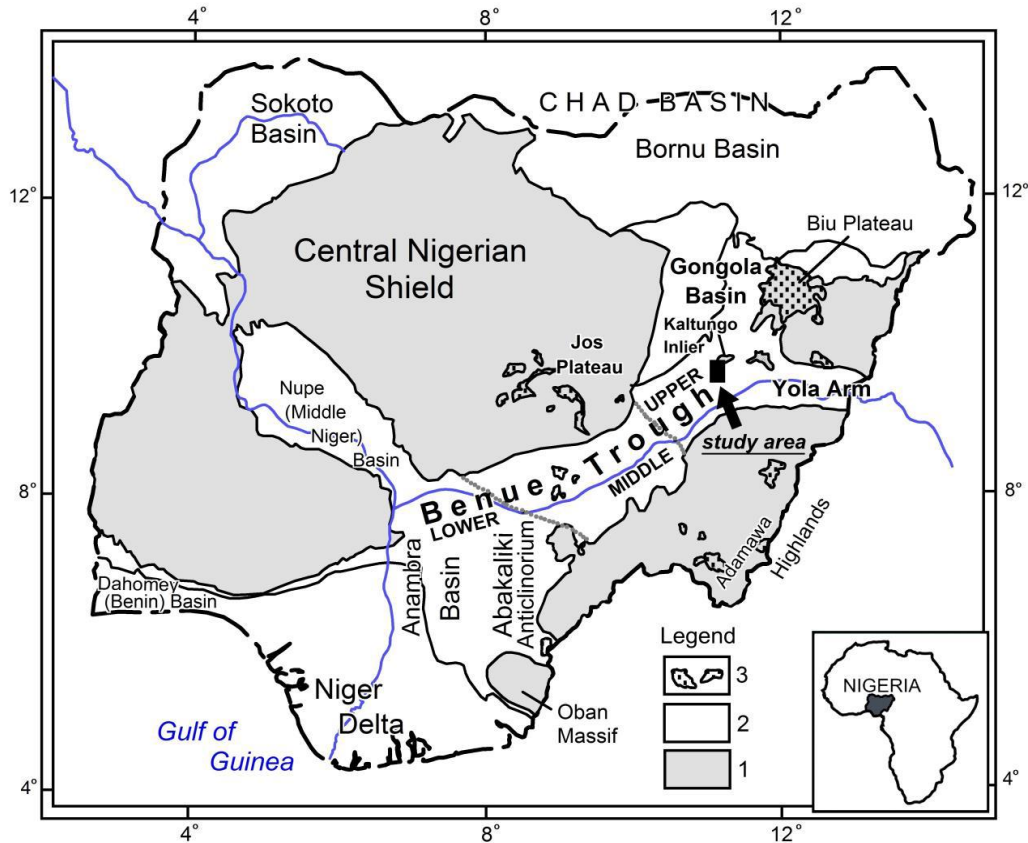 4°
8°
12°
CHAD BASIN
Sokoto
Basin
Bornu Basin
12°
12°
Biu Plateau
Central Nigerian
Shield
Gongola
Basin
Kaltungo
Inlier
Jos
Plateau
UPPER
Yola Arm
Nupe
(Middle
Niger)
Basin
Benue Trough
study area
MIDDLE
8°
8°
LOWER
Adamawa
Highlands
Dahomey
(Benin) Basin
Anambra
Basin
Abakaliki
Anticlinorium
Legend
3
2
1
NIGERIA
Niger
Delta
Oban
Massif
Gulf of
Guinea
4°
4°
4°
8°
12°